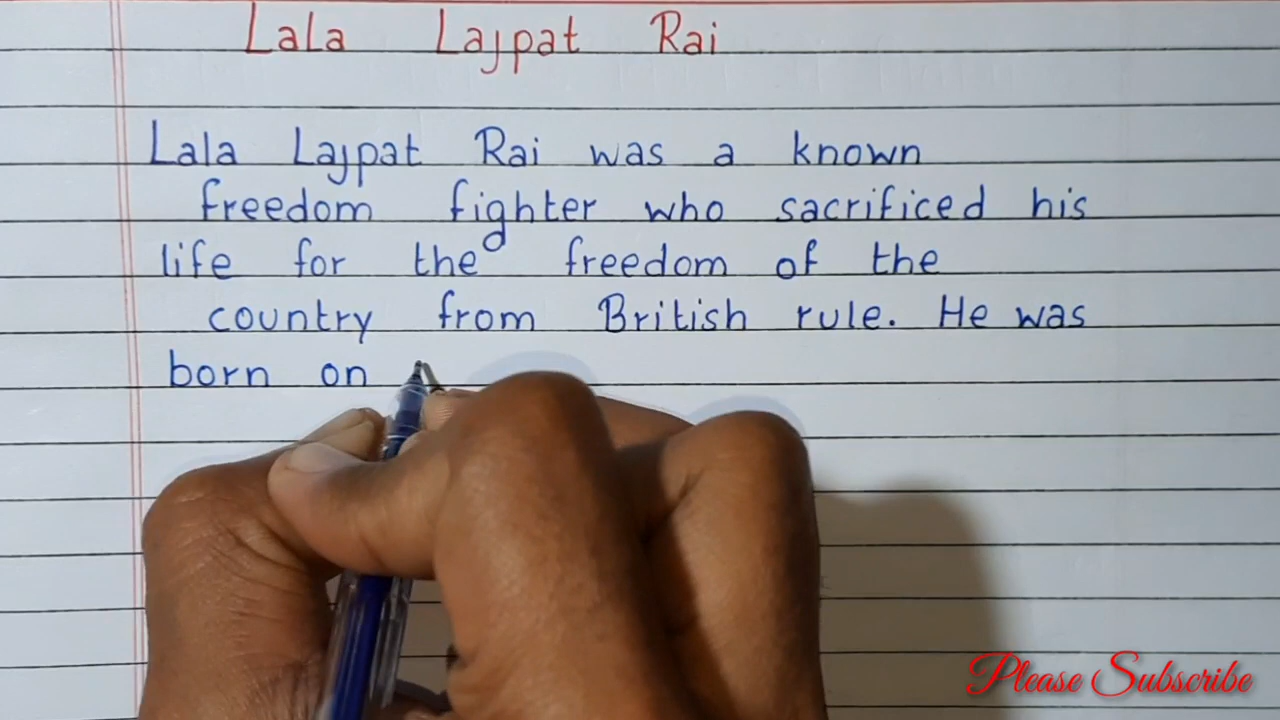 Lala Lajpat Rai
Lala Lajpat Rai was a known
freedom fighter who sacrificed his
life for the freedom of the
country from British rule. He was
born on
Please Subscribe